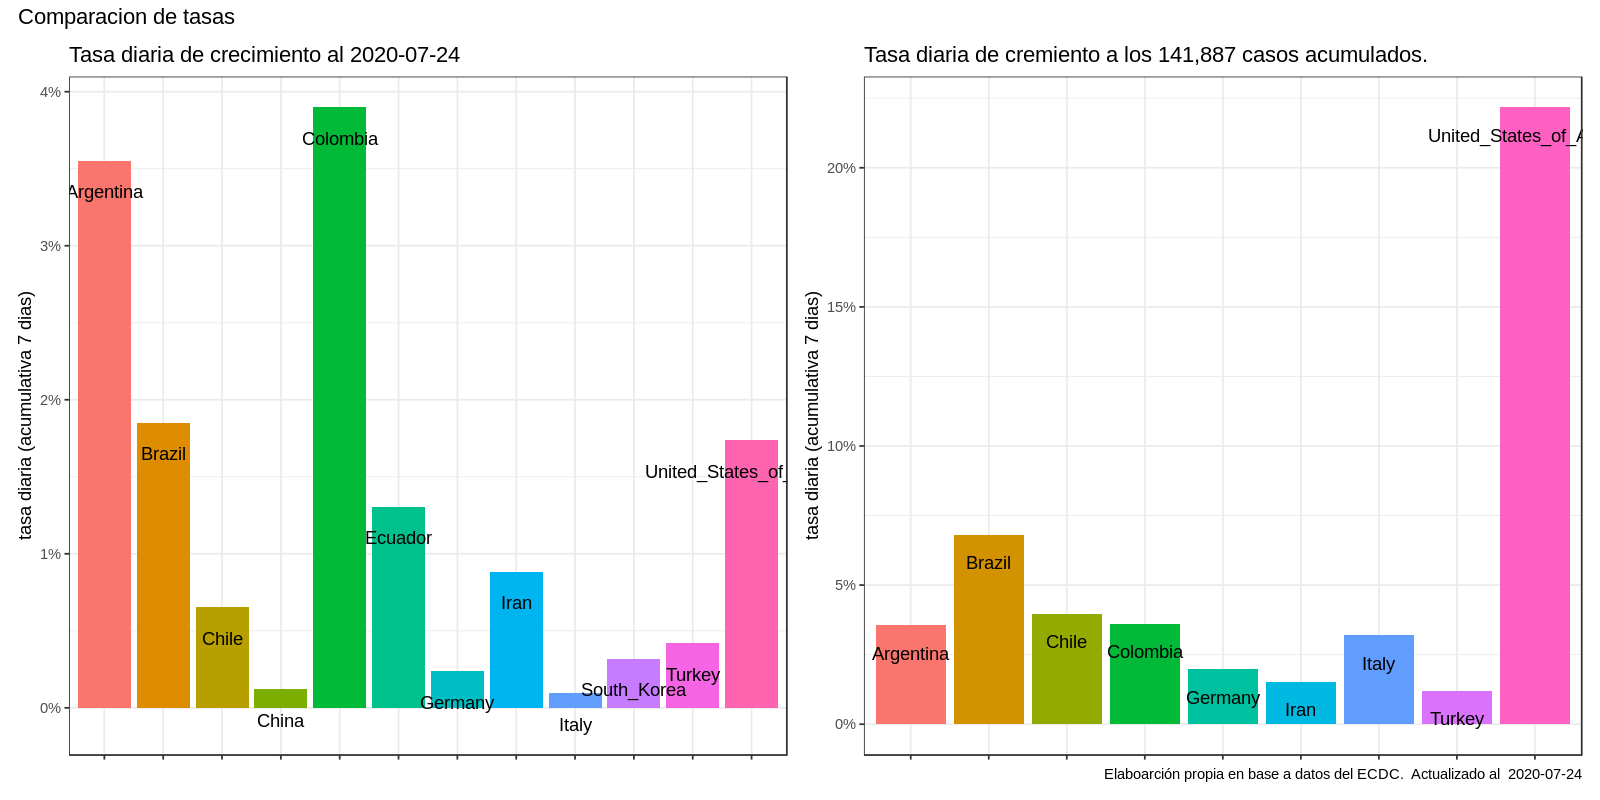 Comparacion de tasas
Tasa diaria de crecimiento al 2020-07-24
tasa diaria (acumulativa 7 dias)
4%
3%
2%
1%
0%
Argentina
Brazil
Chile
China
Colombia
Ecuador
Germany
Iran
Italy
South_Korea
Turkey
United_States_of_
Tasa diaria de cremiento a los 141,887 casos acumulados.
tasa diaria (acumulativa 7 dias)
20%
15%
10%
5%
0%
Argentina
Brazil
Chile
Colombia
Germany
Iran
Italy
Turkey
United_States_of_A
Elaboarción propia en base a datos del ECDC. Actualizado al 2020-07-24